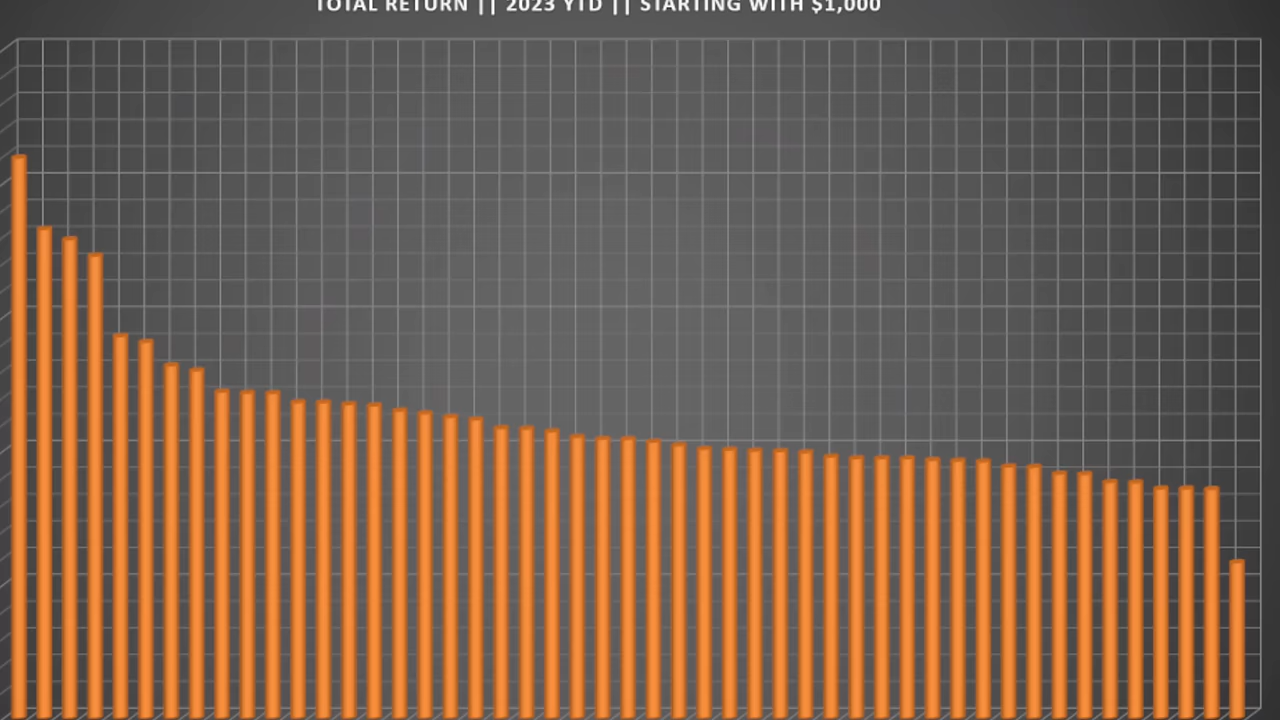 TOTAL RETURN || 2023 YTD || STARTING WITH $1,000